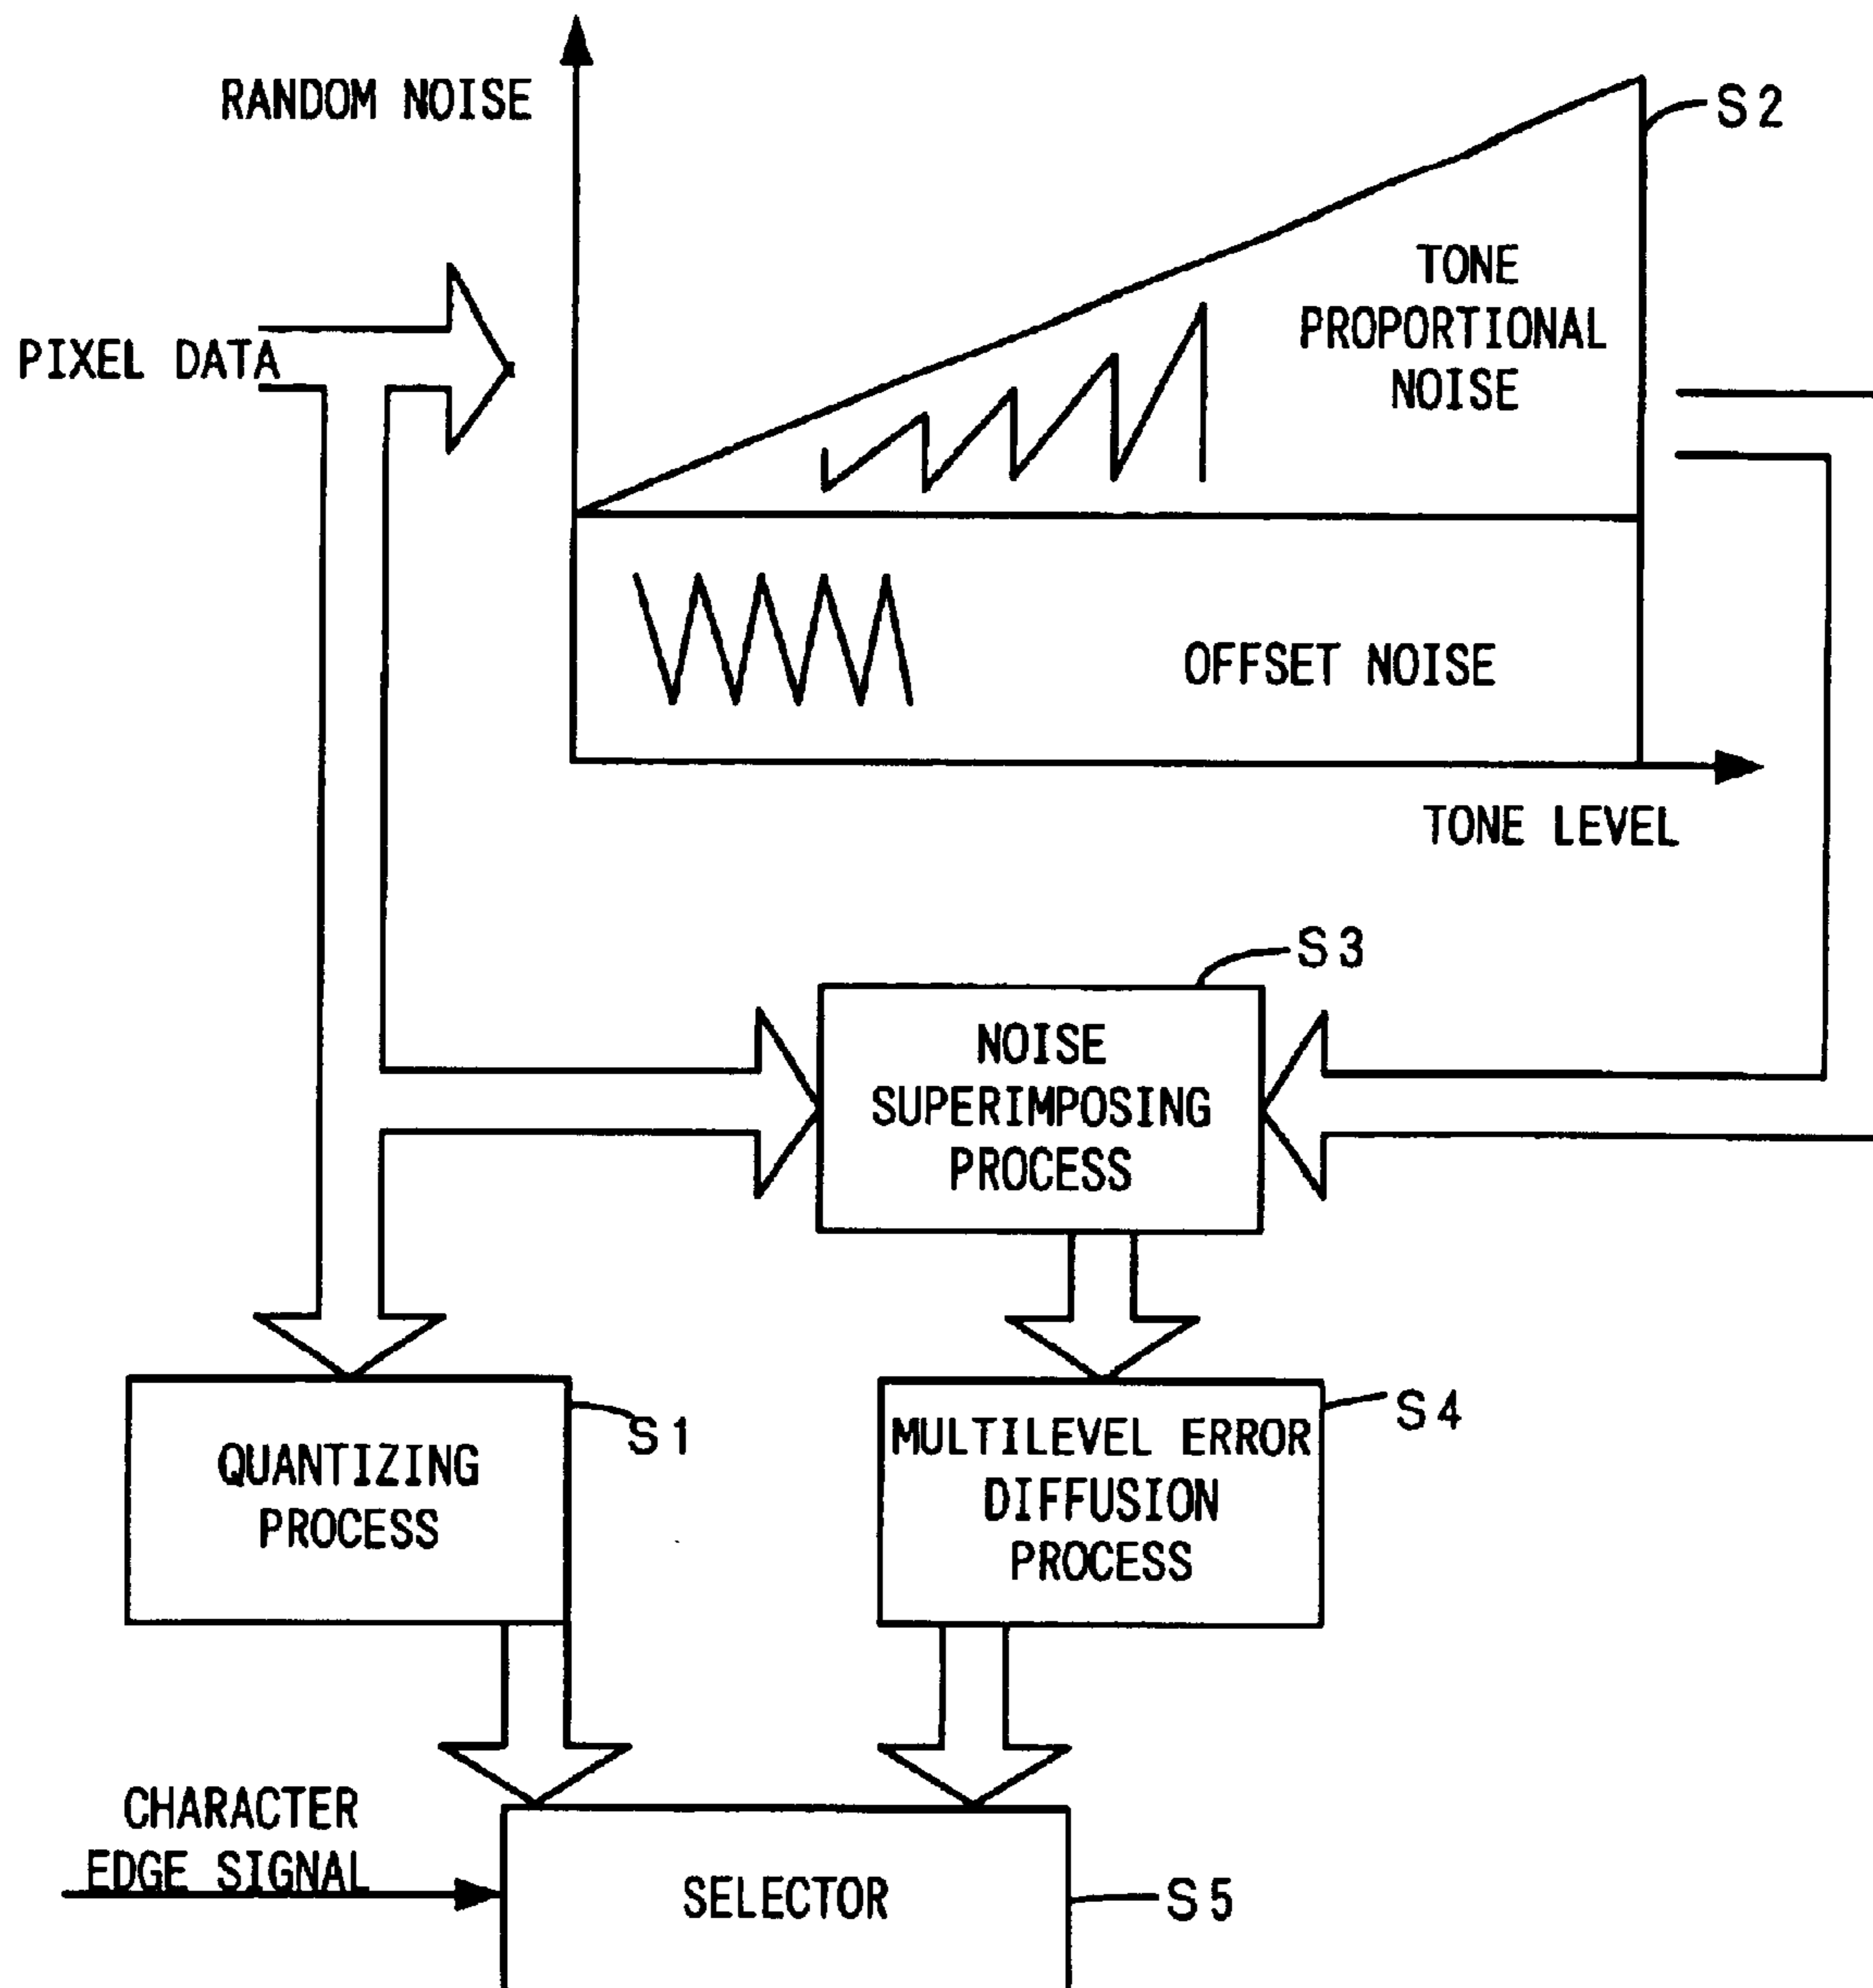 RANDOM NOISE
S2
TONE
PROPORTIONAL
NOISE
PIXEL DATA
OFFSET NOISE
TONE LEVEL
S3
NOISE
SUPERIMPOSING
PROCESS
S1
QUANTIZING
PROCESS
S4
MULTILEVEL ERROR
DIFFUSION
PROCESS
CHARACTER
EDGE SIGNAL
SELECTOR
S5